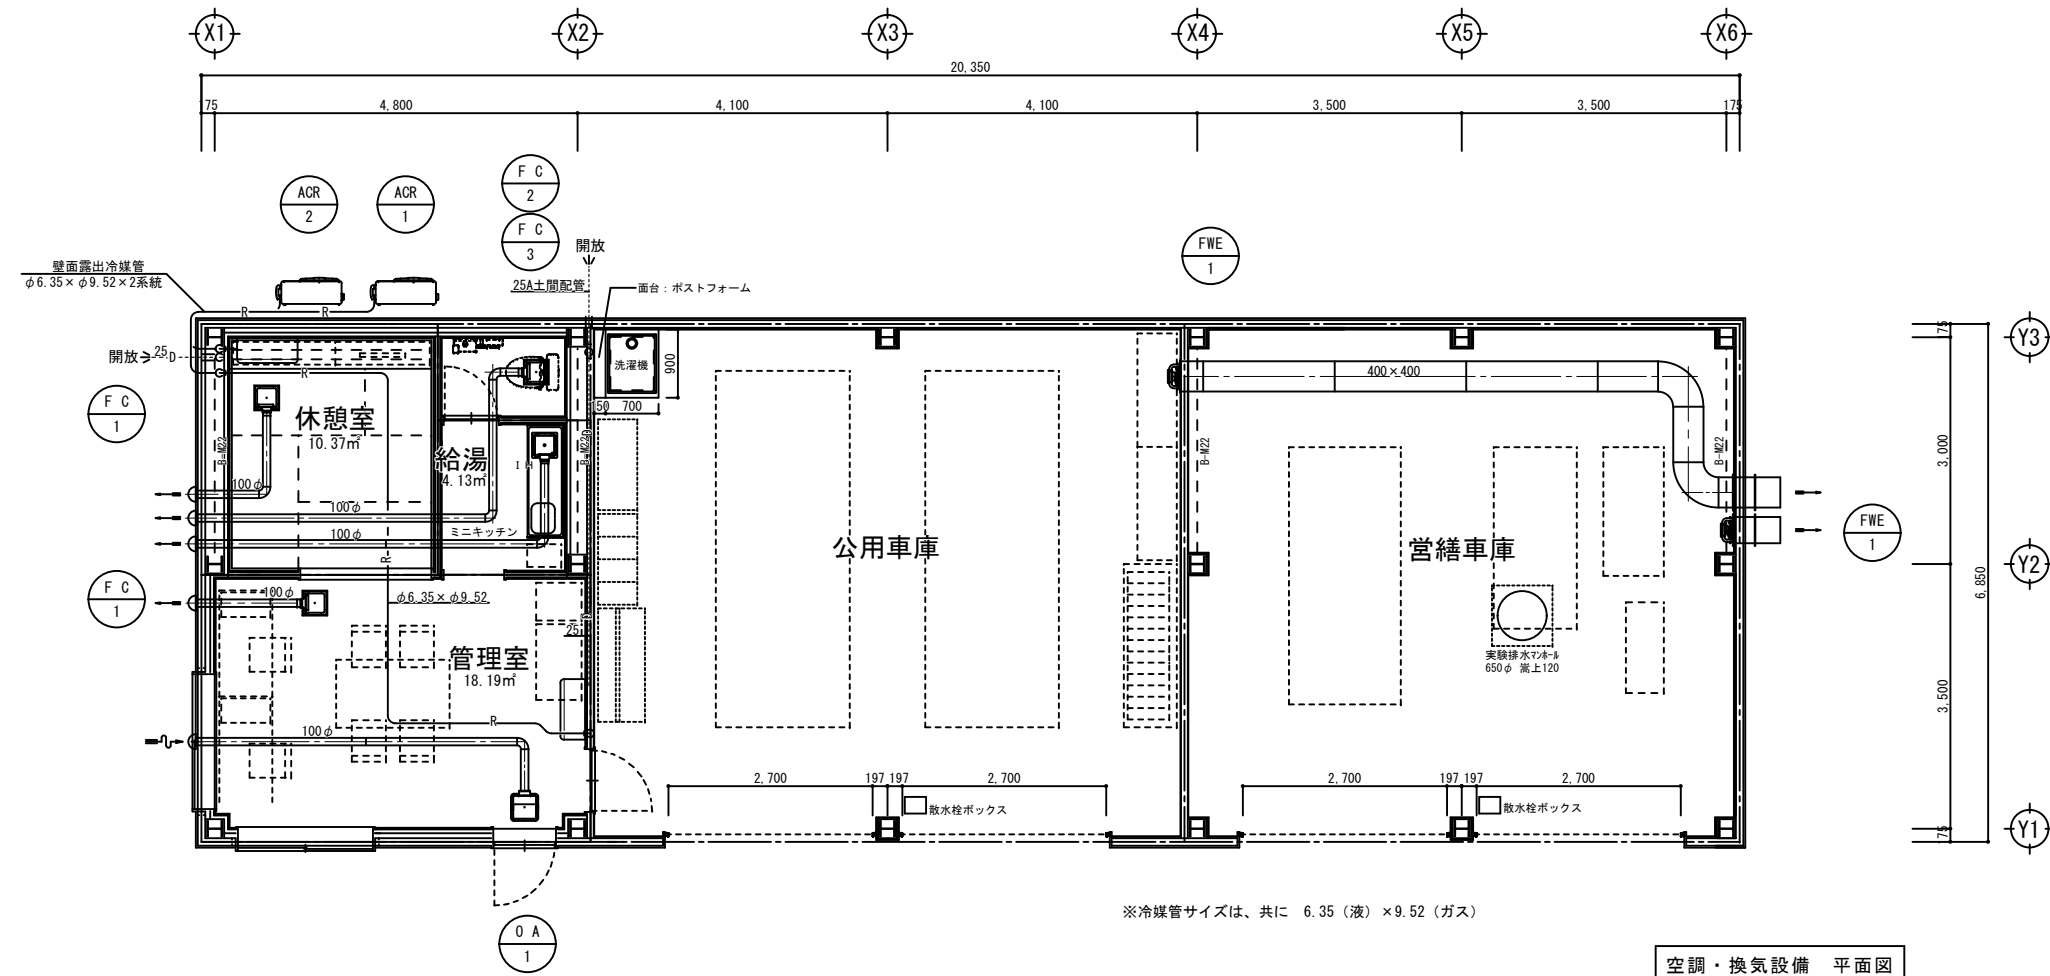 X1 X2 X3 X4 X5 X6
20,350
175 4,800 4,100 4,100 3,500 3,500 175
ACR
2
ACR
1
F C
2
F C
3
開放
FWE
1
壁面露出冷媒管
φ6.35×φ9.52×2系統
25A土間配管
面台：ポストフォーム
R R
開放 25 D
R
洗濯機
900
150 700
400×400
Y3
175
F C
1
休憩室
10.37㎡
B-M22
給湯
4.13㎡
IH
B-M22
B-M22
B-M22
3,000
100φ
100φ
100φ
ミニキッチン
R
公用車庫
営繕車庫
FWE
1
Y2
6,850
F C
1
100φ
φ6.35×φ9.52
25
管理室
18.19㎡
実験排水マンホール
650φ 嵩上120
3,500
R
100φ
2,700 197 197 2,700
散水栓ボックス
2,700 197 197 2,700
散水栓ボックス
175
Y1
O A
1
※冷媒管サイズは、共に 6.35（液）×9.52（ガス）
空調・換気設備 平面図